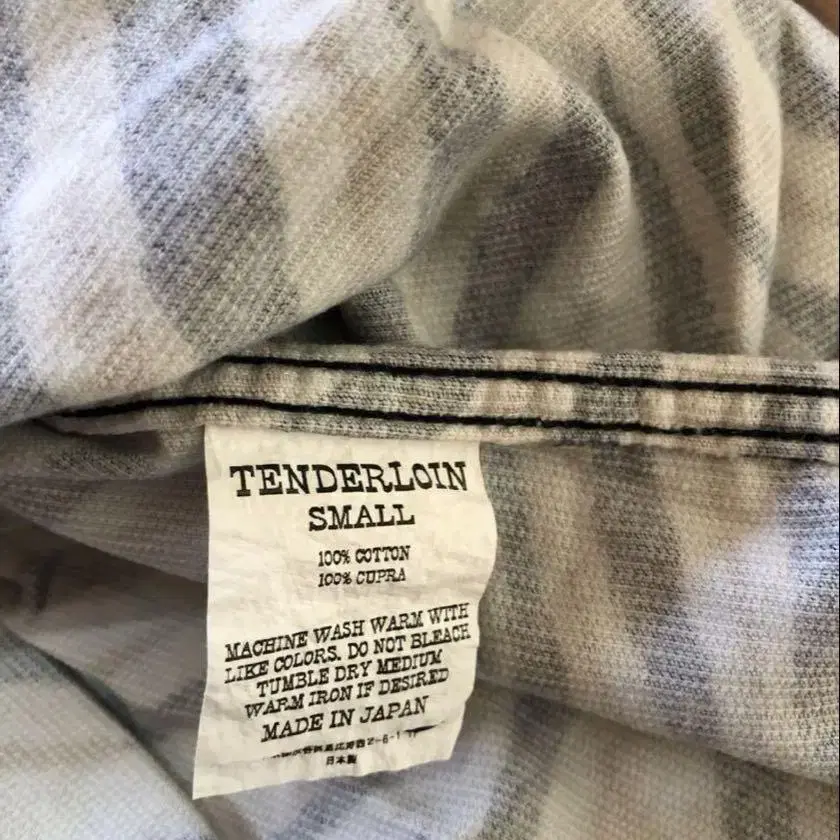 TENDERLOIN
SMALL
100% COTTON
100% CUPRA
MACHINE WASH WARM WITH
LIKE COLORS. DO NOT BLEACH
TUMBLE DRY MEDIUM
WARM IRON IF DESIRED
MADE IN JAPAN
日本製